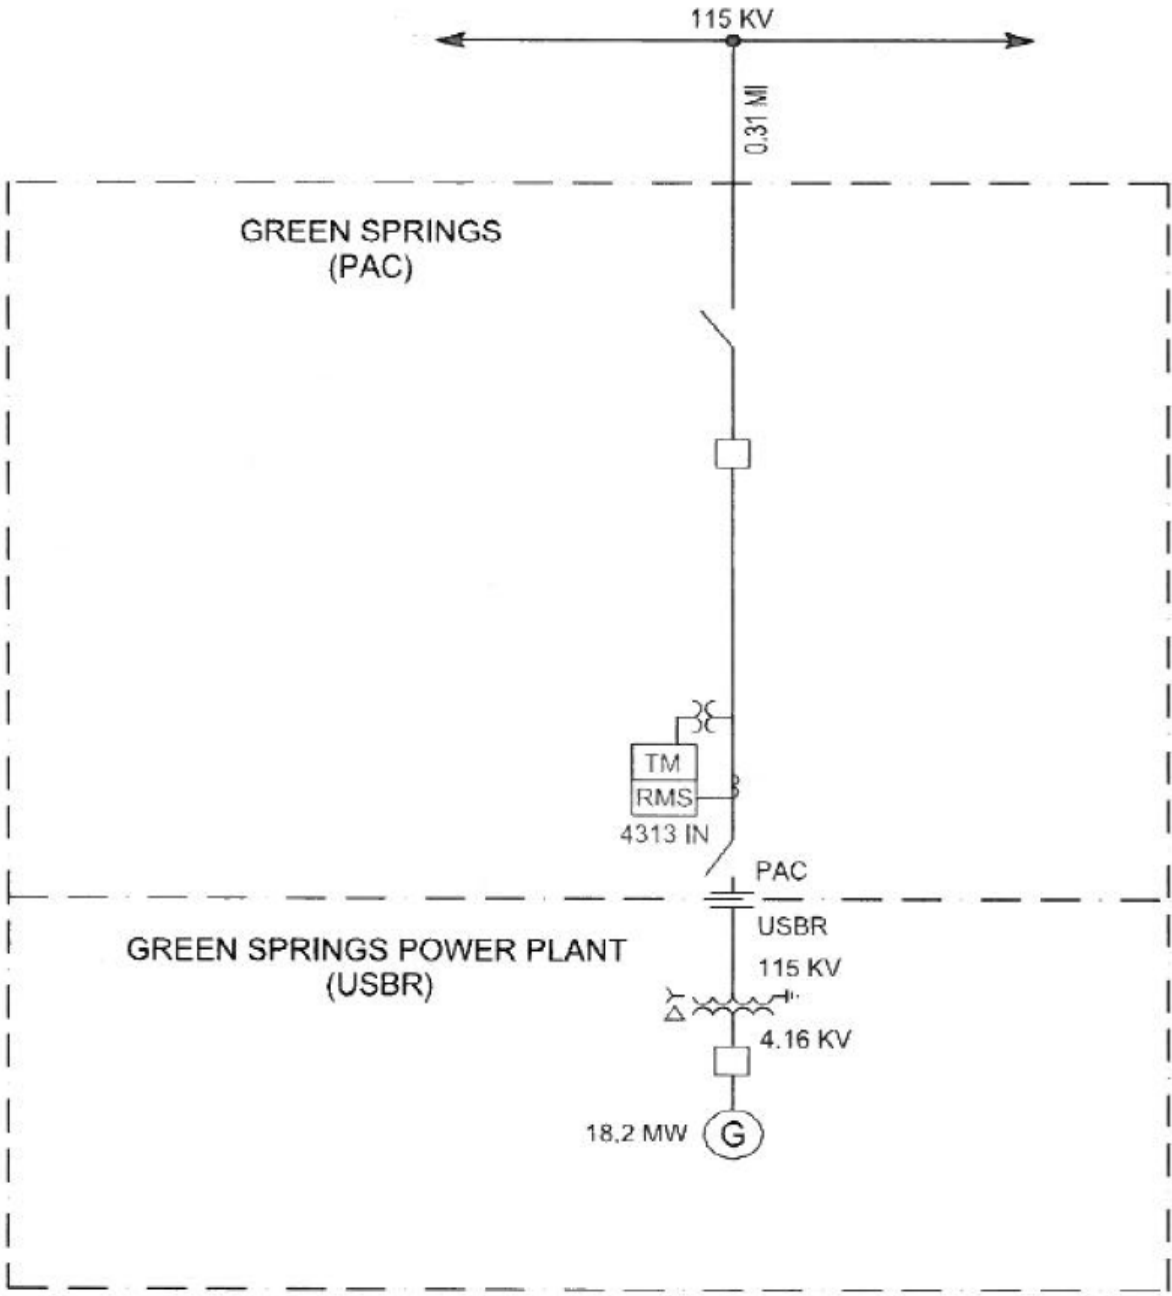 115 KV
0.31 MI
GREEN SPRINGS
(PAC)
TM
RMS
4313 IN
PAC
USBR
GREEN SPRINGS POWER PLANT
(USBR)
115 KV
4.16 KV
18.2 MW
G